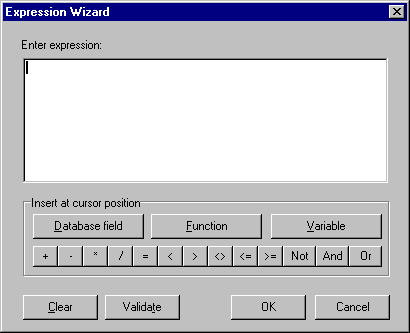 Expression Wizard
Enter expression:
Insert at cursor position
Database field Function Variable
+ - * / = < > <> <= >= Not And Or
Clear Validate OK Cancel